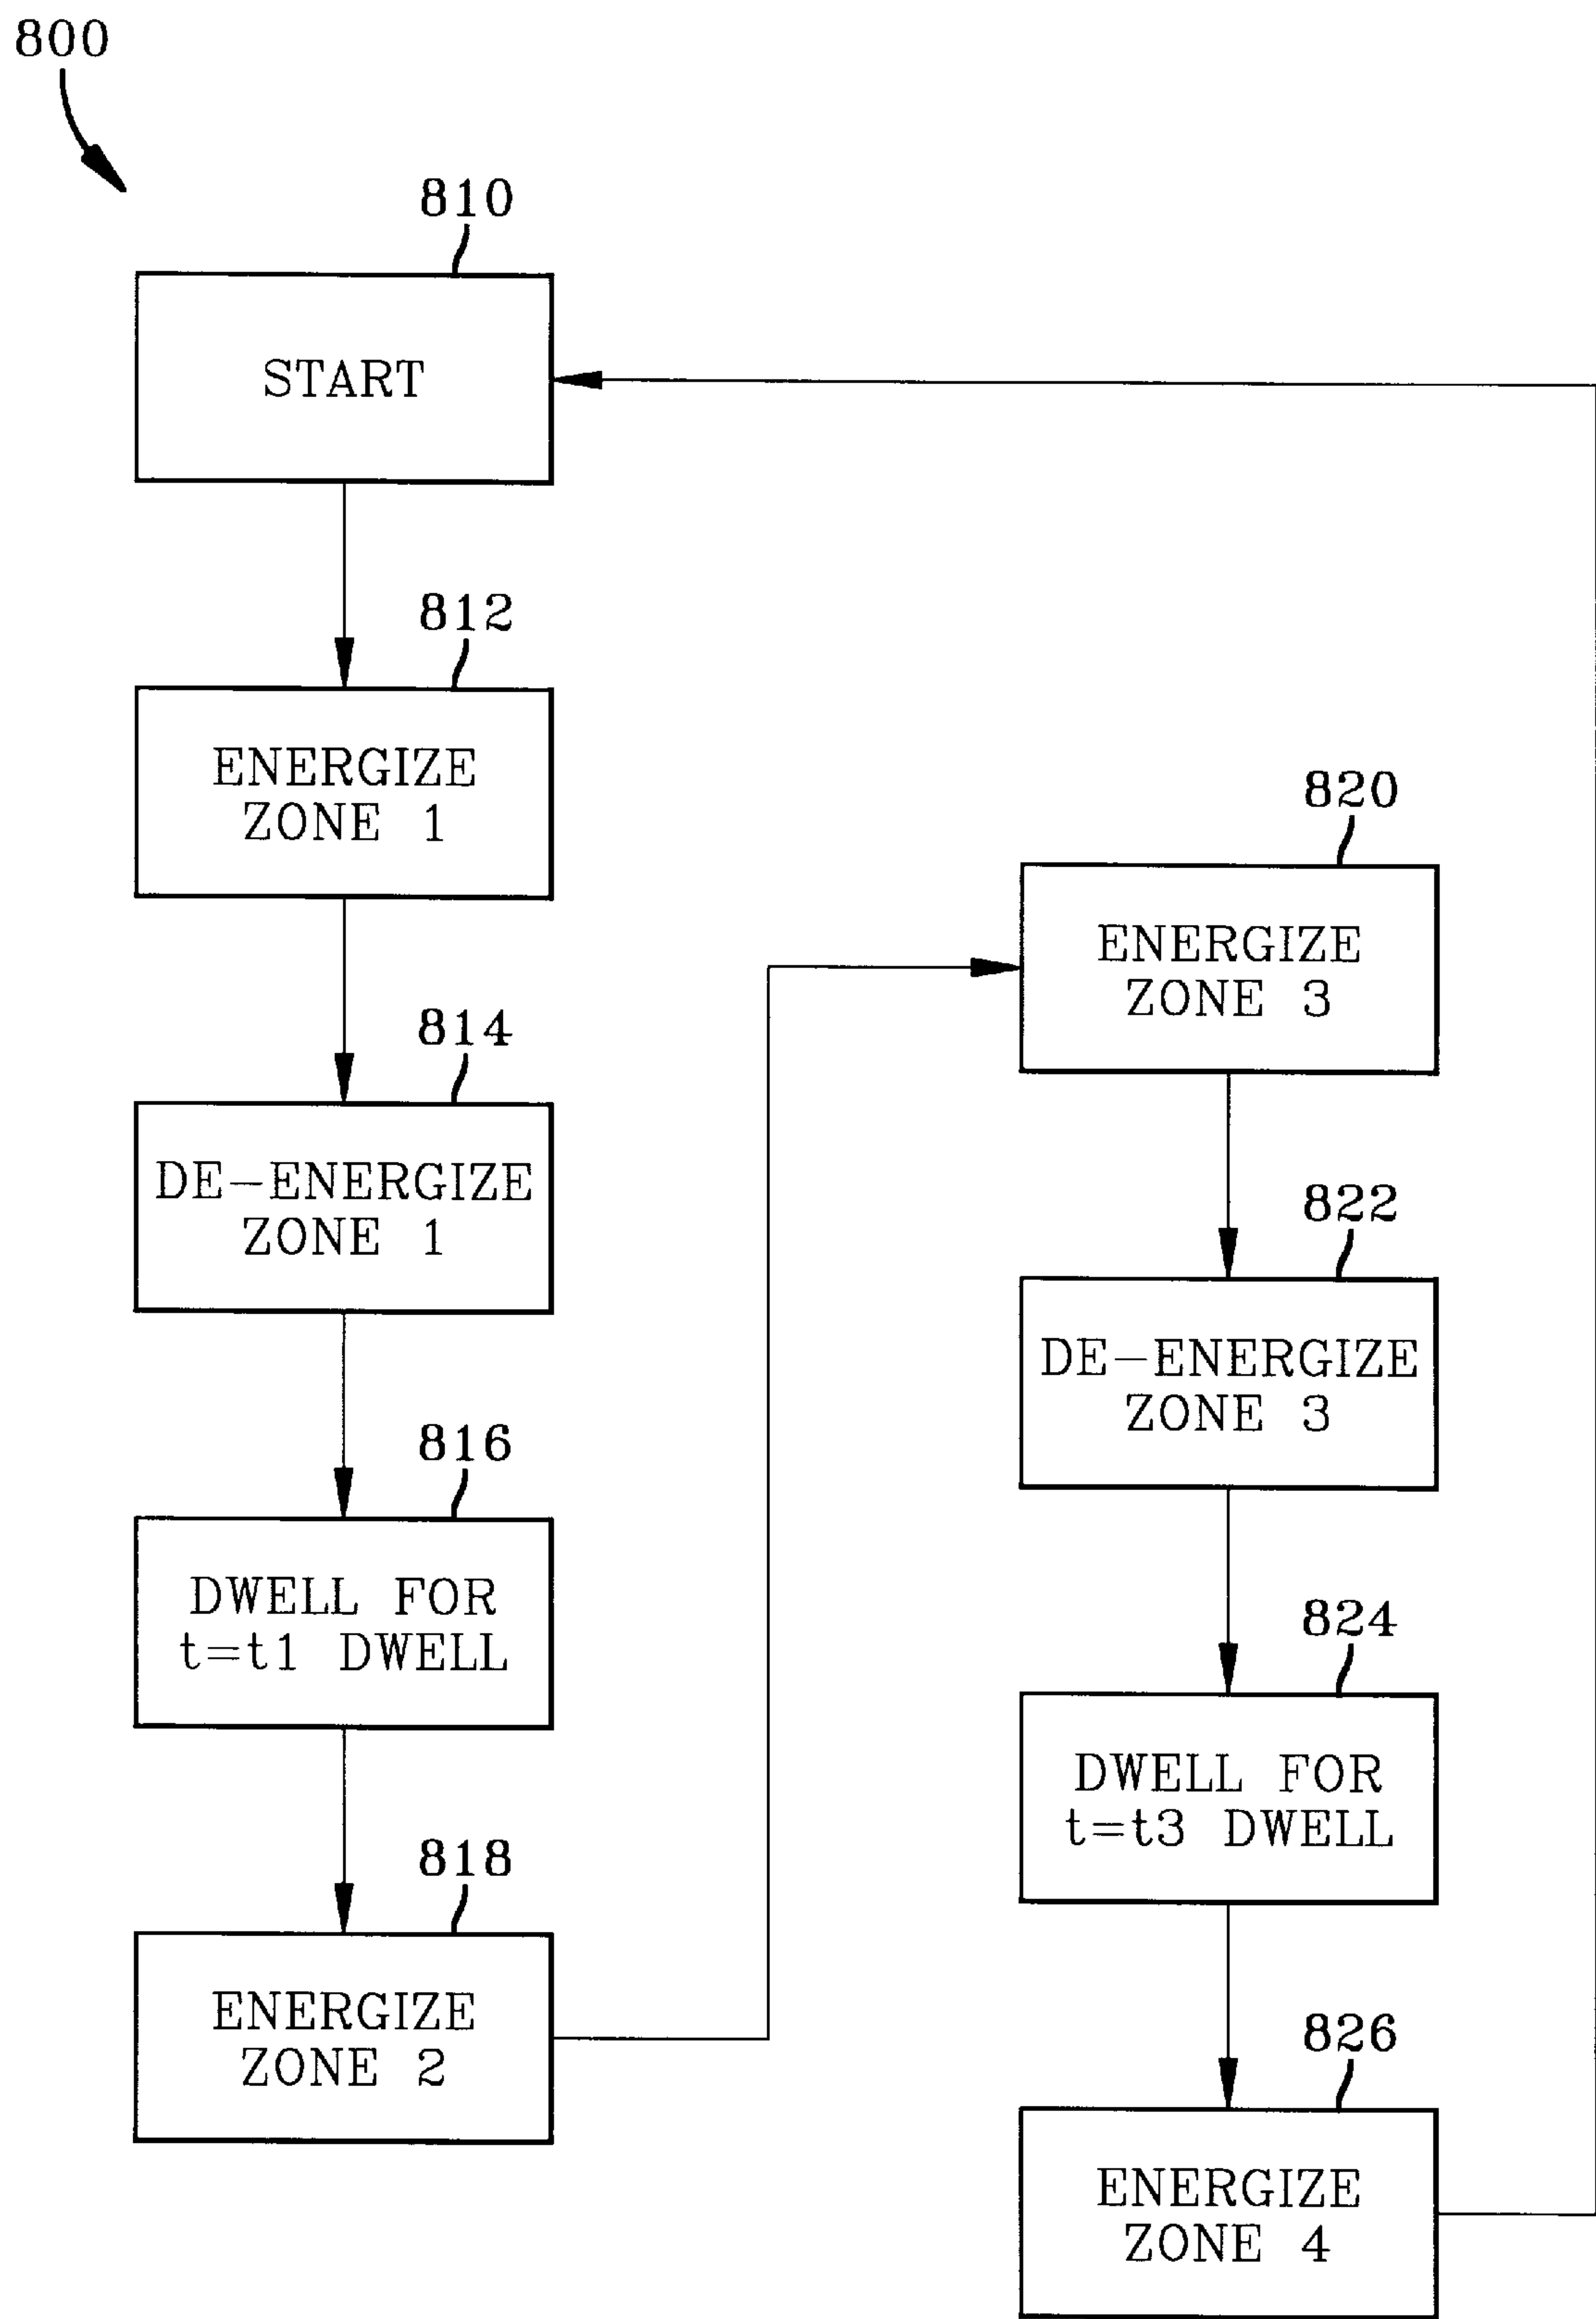 800
810
START
812
ENERGIZE
ZONE 1
814
DE-ENERGIZE
ZONE 1
816
DWELL FOR
t=t1 DWELL
818
ENERGIZE
ZONE 2
820
ENERGIZE
ZONE 3
822
DE-ENERGIZE
ZONE 3
824
DWELL FOR
t=t3 DWELL
826
ENERGIZE
ZONE 4